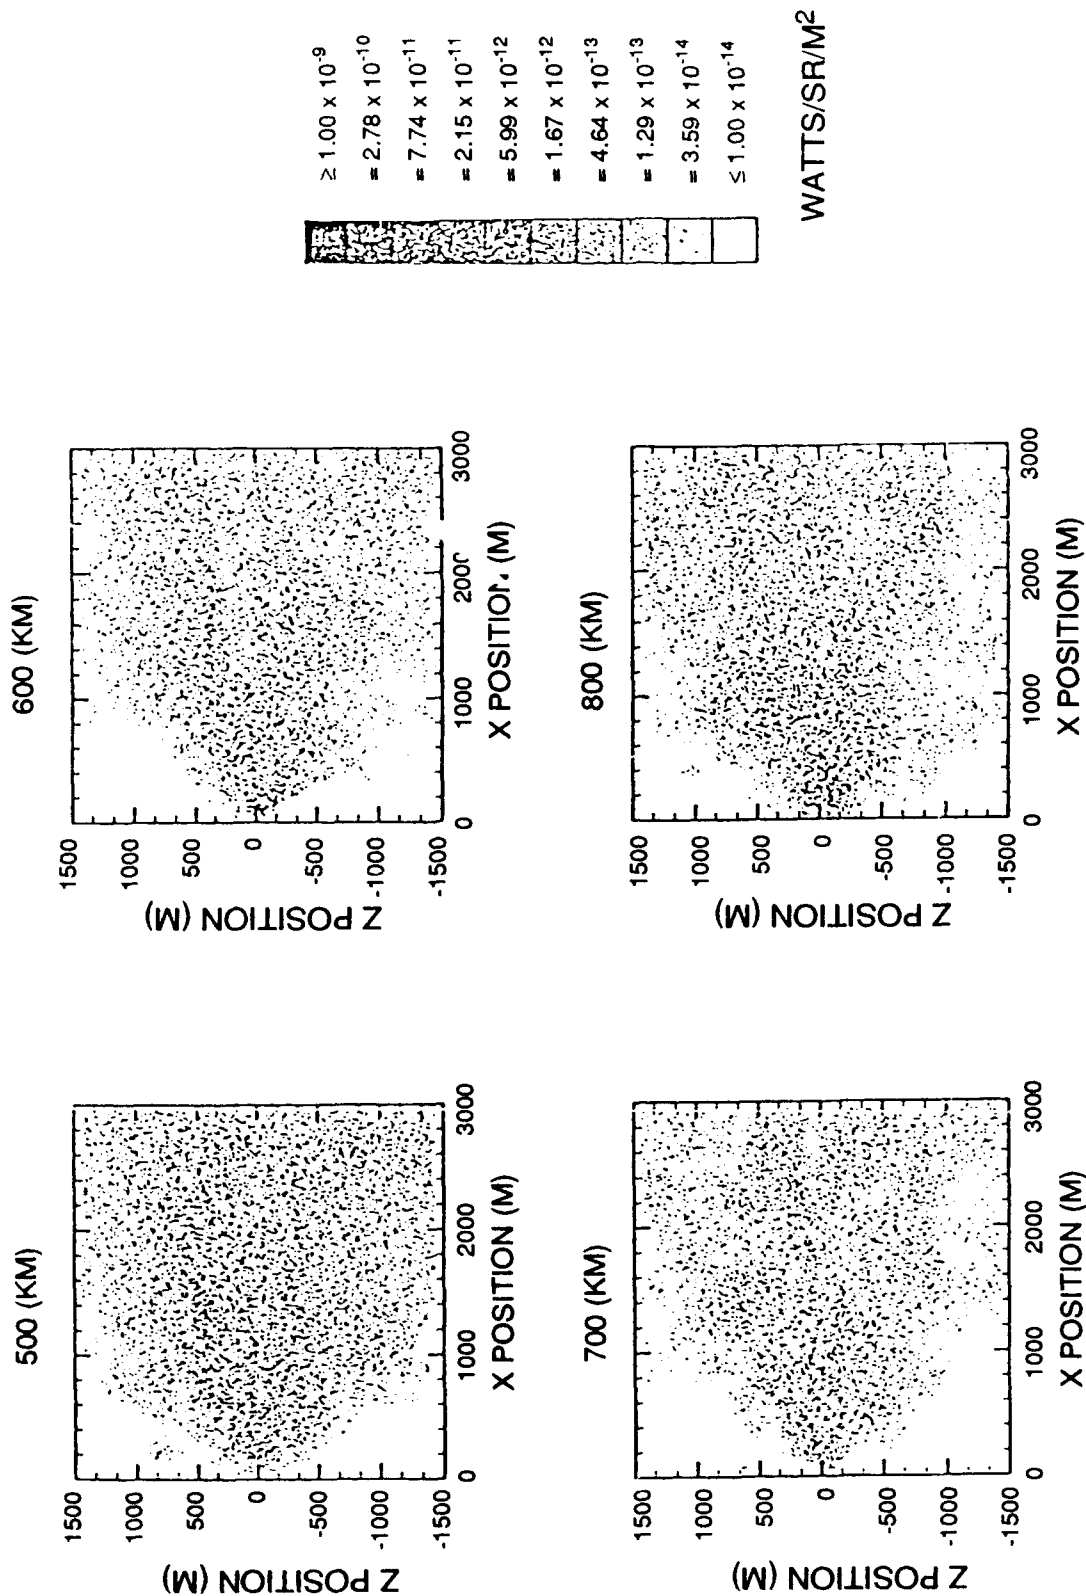 500 (KM)
1500
1000
500
0
-500
-1000
-1500
Z POSITION (M)
0
1000
2000
3000
X POSITION (M)
600 (KM)
1500
1000
500
0
-500
-1000
-1500
Z POSITION (M)
0
1000
3000
X POSITION (M)
700 (KM)
1500
1000
500
0
-500
-1000
-1500
Z POSITION (M)
0
1000
2000
3000
X POSITION (M)
800 (KM)
1500
1000
500
0
-500
-1000
-1500
Z POSITION (M)
0
1000
2000
3000
X POSITION (M)
≥ 1.00 x 10⁻⁹
= 2.78 x 10⁻¹⁰
= 7.74 x 10⁻¹¹
= 2.15 x 10⁻¹¹
= 5.99 x 10⁻¹²
= 1.67 x 10⁻¹²
= 4.64 x 10⁻¹³
= 1.29 x 10⁻¹³
= 3.59 x 10⁻¹⁴
≤ 1.00 x 10⁻¹⁴
WATTS/SR/M²